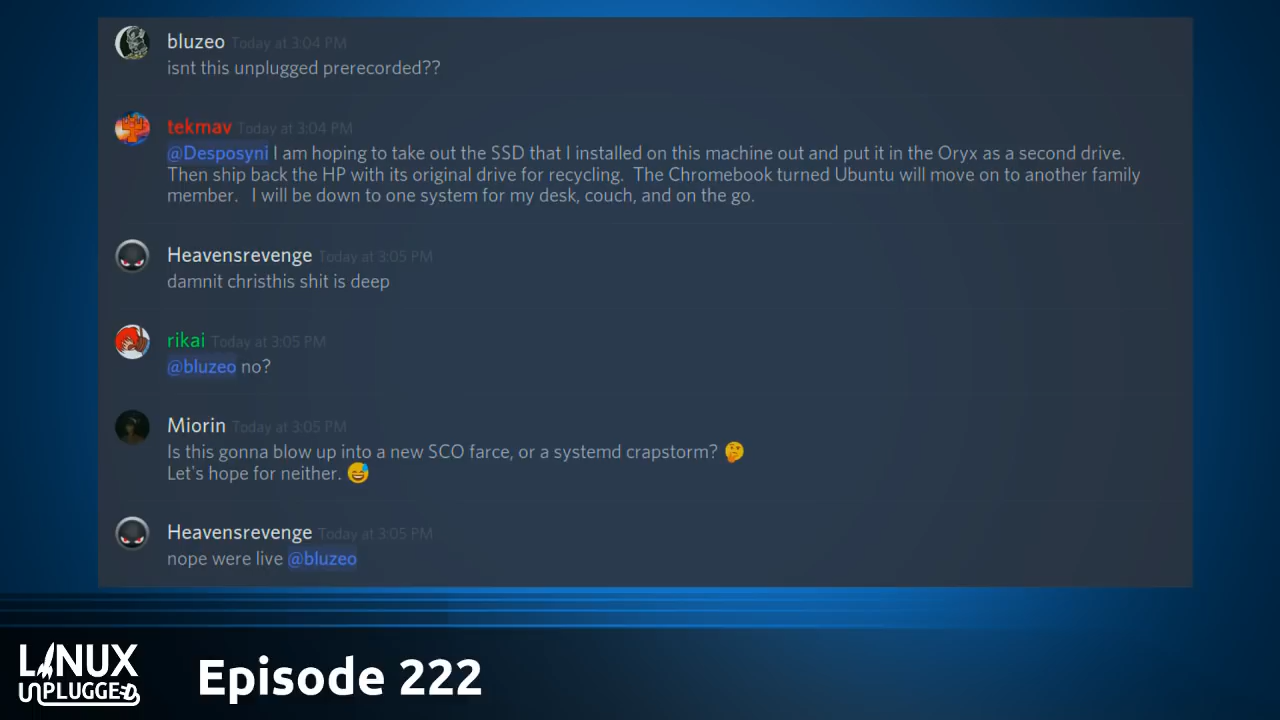 bluzeo Today at 3:04 PM
isnt this unplugged prerecorded??
tekmav Today at 3:04 PM
@Desposyni I am hoping to take out the SSD that I installed on this machine out and put it in the Oryx as a second drive.
Then ship back the HP with its original drive for recycling.  The Chromebook turned Ubuntu will move on to another family
member.   I will be down to one system for my desk, couch, and on the go.
Heavensrevenge Today at 3:05 PM
damnit christhis shit is deep
rikai Today at 3:05 PM
@bluzeo no?
Miorin Today at 3:05 PM
Is this gonna blow up into a new SCO farce, or a systemd crapstorm? 🤔
Let's hope for neither. 😅
Heavensrevenge Today at 3:05 PM
nope were live @bluzeo
LINUX
UNPLUGGED
Episode 222